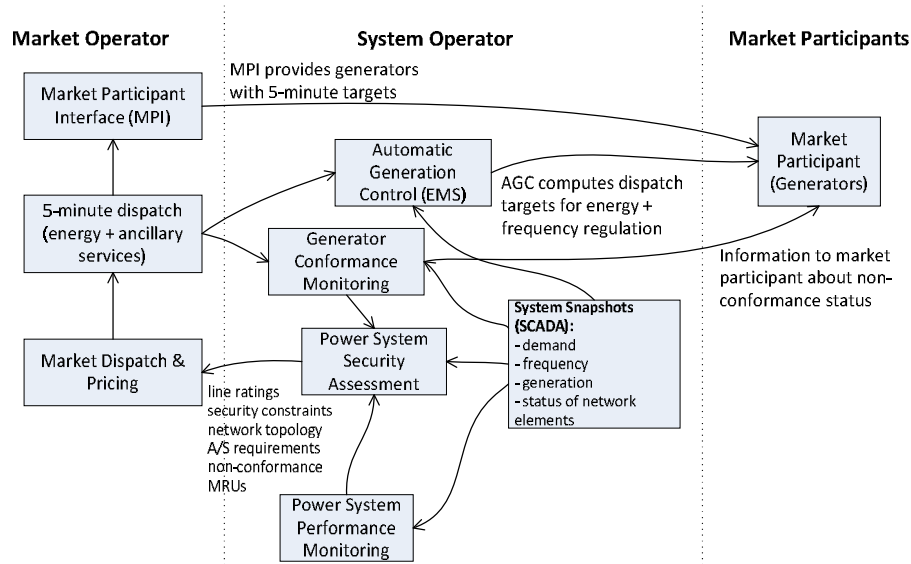 Market Operator
System Operator
Market Participants
MPI provides generators
with 5-minute targets
Market Participant
Interface (MPI)
Automatic
Generation
Control (EMS)
Market
Participant
(Generators)
AGC computes dispatch
targets for energy +
frequency regulation
5-minute dispatch
(energy + ancillary
services)
Generator
Conformance
Monitoring
Information to market
participant about non-
conformance status
System Snapshots
(SCADA):
- demand
- frequency
- generation
- status of network
elements
Power System
Security
Assessment
Market Dispatch &
Pricing
line ratings
security constraints
network topology
A/S requirements
non-conformance
MRUs
Power System
Performance
Monitoring